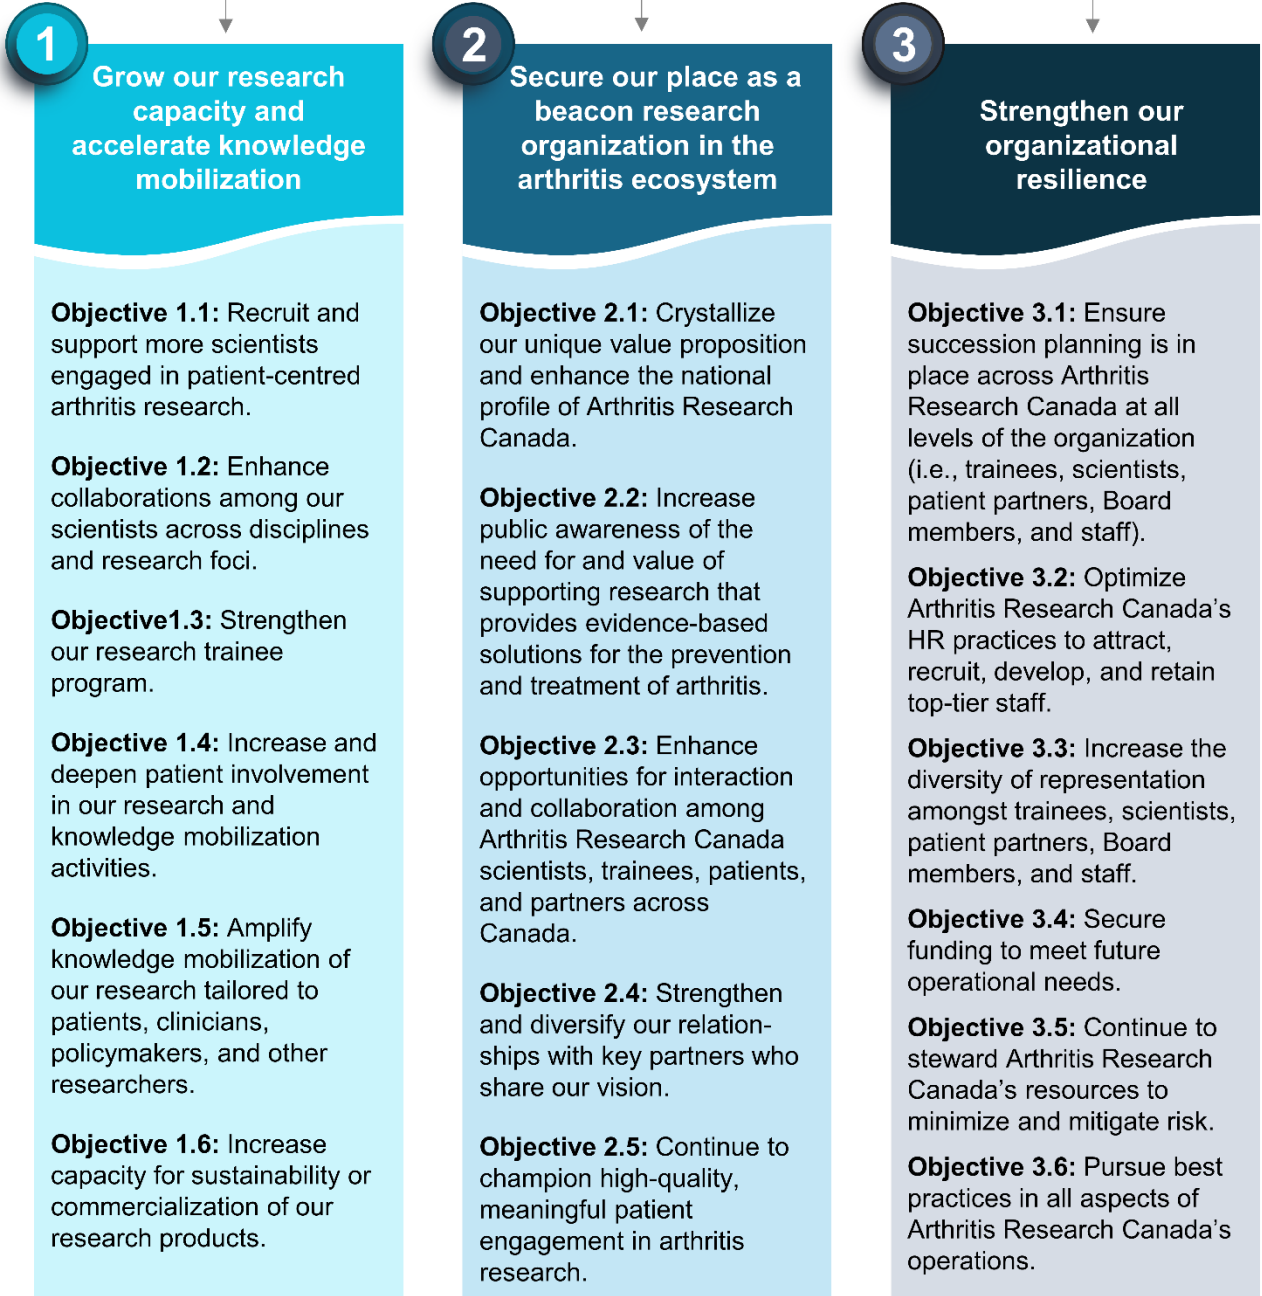 1
Grow our research
capacity and
accelerate knowledge
mobilization
Objective 1.1: Recruit and
support more scientists
engaged in patient-centred
arthritis research.
Objective 1.2: Enhance
collaborations among our
scientists across disciplines
and research foci.
Objective1.3: Strengthen
our research trainee
program.
Objective 1.4: Increase and
deepen patient involvement
in our research and
knowledge mobilization
activities.
Objective 1.5: Amplify
knowledge mobilization of
our research tailored to
patients, clinicians,
policymakers, and other
researchers.
Objective 1.6: Increase
capacity for sustainability or
commercialization of our
research products.
2
Secure our place as a
beacon research
organization in the
arthritis ecosystem
Objective 2.1: Crystallize
our unique value proposition
and enhance the national
profile of Arthritis Research
Canada.
Objective 2.2: Increase
public awareness of the
need for and value of
supporting research that
provides evidence-based
solutions for the prevention
and treatment of arthritis.
Objective 2.3: Enhance
opportunities for interaction
and collaboration among
Arthritis Research Canada
scientists, trainees, patients,
and partners across
Canada.
Objective 2.4: Strengthen
and diversify our relation-
ships with key partners who
share our vision.
Objective 2.5: Continue to
champion high-quality,
meaningful patient
engagement in arthritis
research.
3
Strengthen our
organizational
resilience
Objective 3.1: Ensure
succession planning is in
place across Arthritis
Research Canada at all
levels of the organization
(i.e., trainees, scientists,
patient partners, Board
members, and staff).
Objective 3.2: Optimize
Arthritis Research Canada’s
HR practices to attract,
recruit, develop, and retain
top-tier staff.
Objective 3.3: Increase the
diversity of representation
amongst trainees, scientists,
patient partners, Board
members, and staff.
Objective 3.4: Secure
funding to meet future
operational needs.
Objective 3.5: Continue to
steward Arthritis Research
Canada’s resources to
minimize and mitigate risk.
Objective 3.6: Pursue best
practices in all aspects of
Arthritis Research Canada’s
operations.